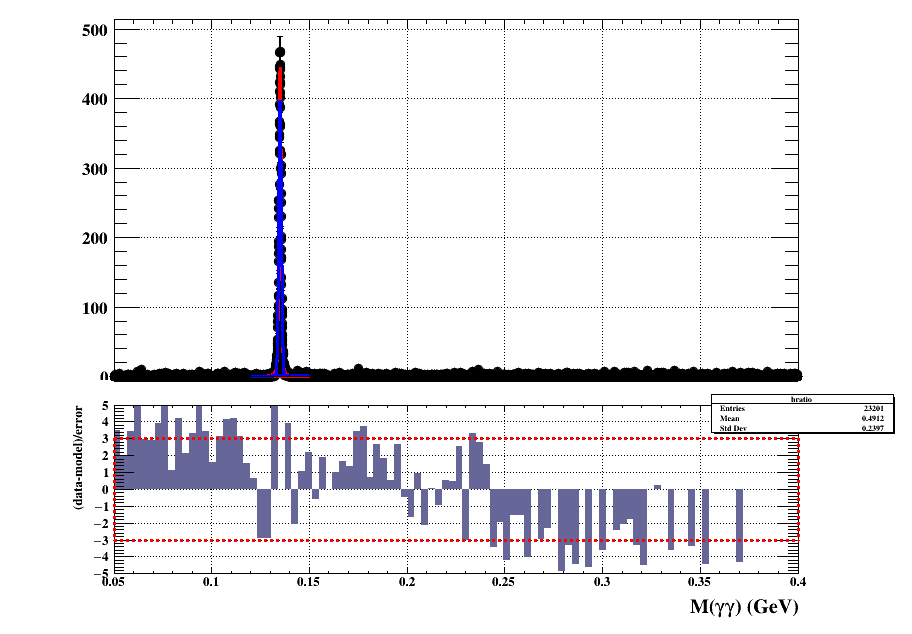 500
400
300
200
100
0
hratio
Entries 23201
Mean 0.4912
Std Dev 0.2397
(data-model)/error
5
4
3
2
1
0
−1
−2
−3
−4
−5
0.05 0.1 0.15 0.2 0.25 0.3 0.35 0.4
M(γγ) (GeV)